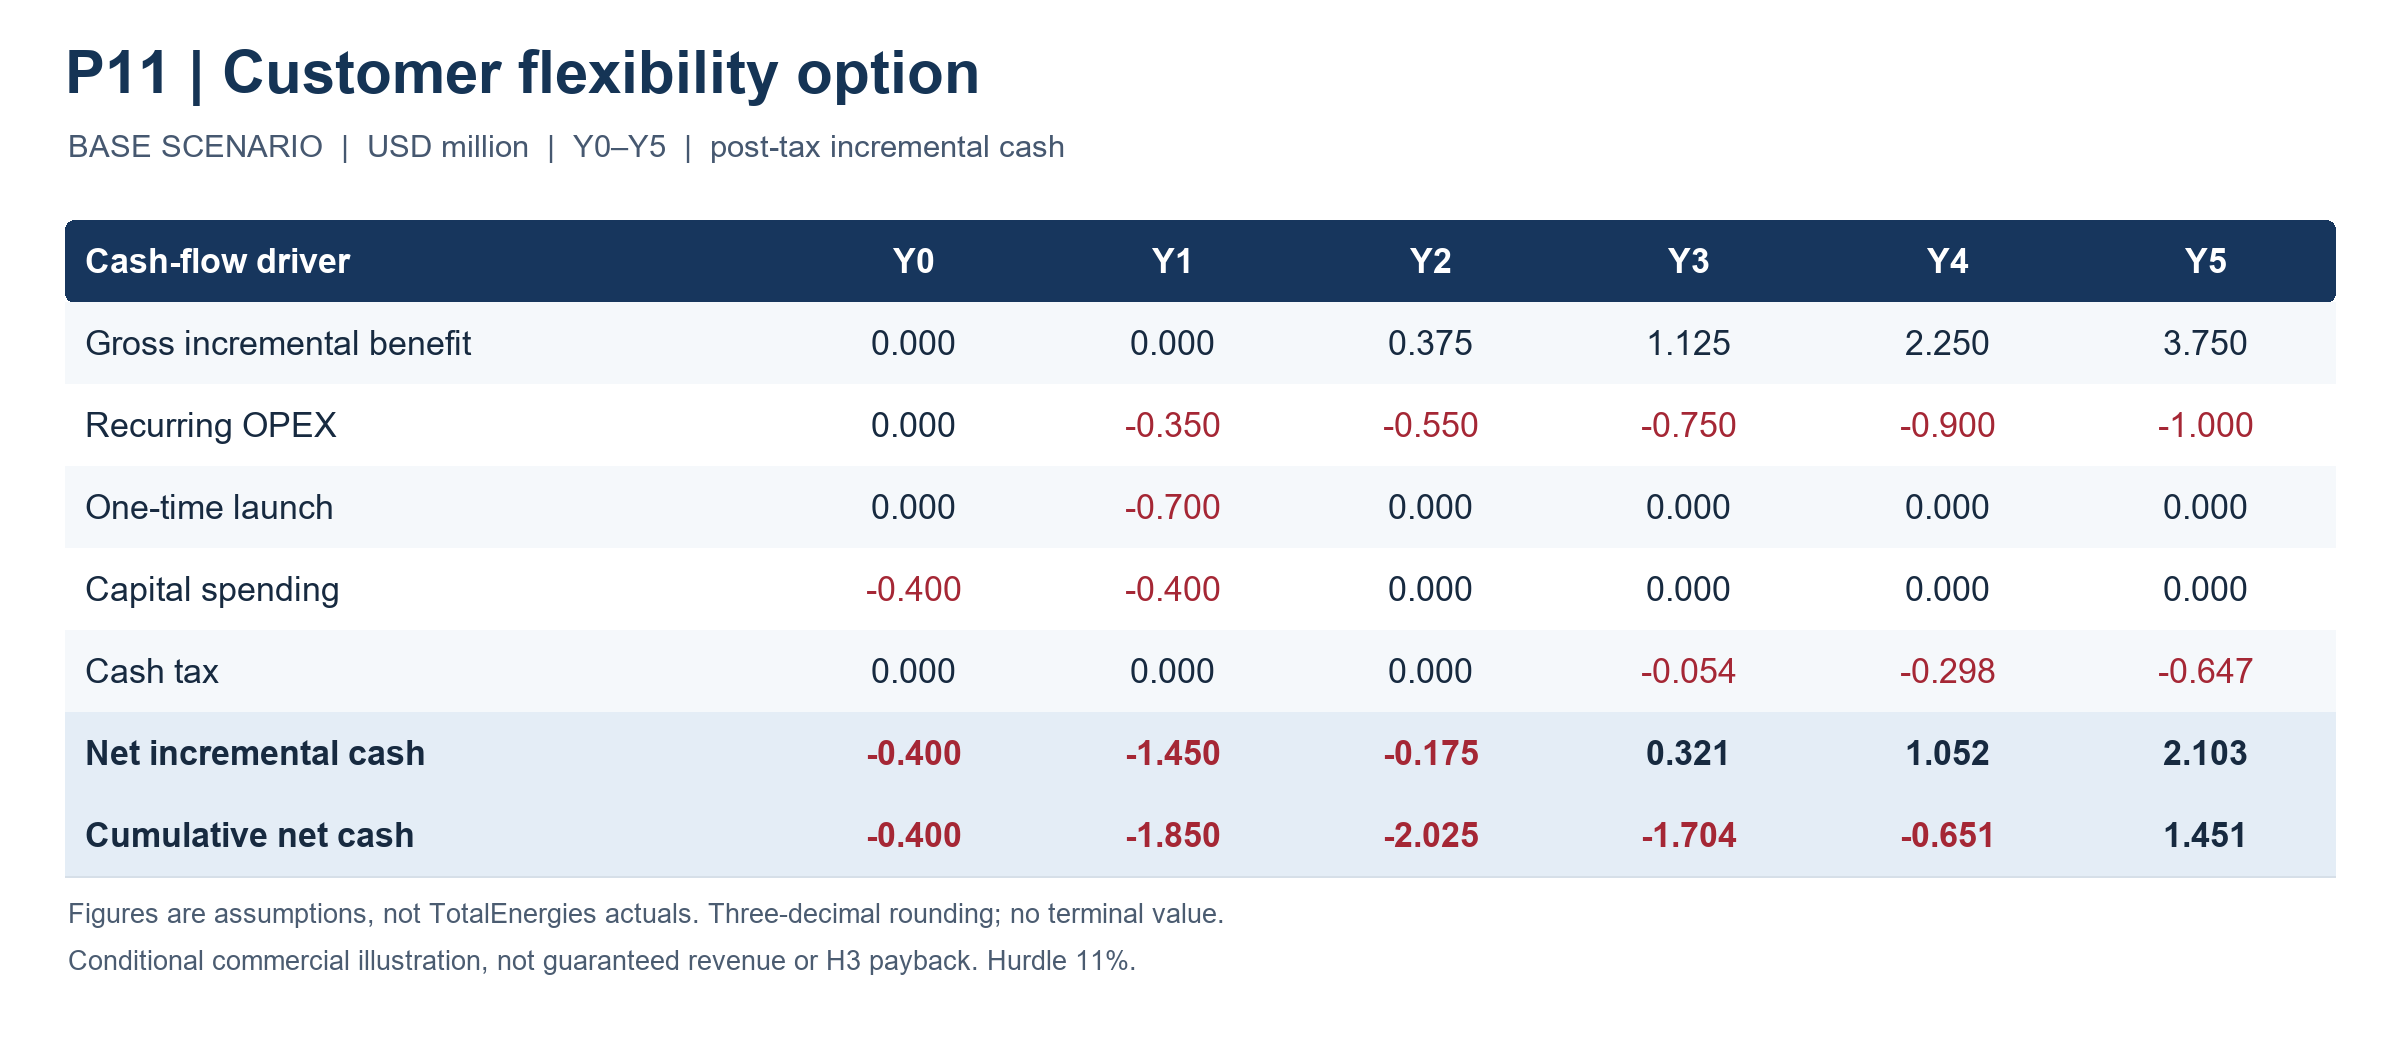 P11 | Customer flexibility option
BASE SCENARIO | USD million | Y0–Y5 | post-tax incremental cash
Cash-flow driver Y0 Y1 Y2 Y3 Y4 Y5
Gross incremental benefit 0.000 0.000 0.375 1.125 2.250 3.750
Recurring OPEX 0.000 -0.350 -0.550 -0.750 -0.900 -1.000
One-time launch 0.000 -0.700 0.000 0.000 0.000 0.000
Capital spending -0.400 -0.400 0.000 0.000 0.000 0.000
Cash tax 0.000 0.000 0.000 -0.054 -0.298 -0.647
Net incremental cash -0.400 -1.450 -0.175 0.321 1.052 2.103
Cumulative net cash -0.400 -1.850 -2.025 -1.704 -0.651 1.451
Figures are assumptions, not TotalEnergies actuals. Three-decimal rounding; no terminal value.
Conditional commercial illustration, not guaranteed revenue or H3 payback. Hurdle 11%.